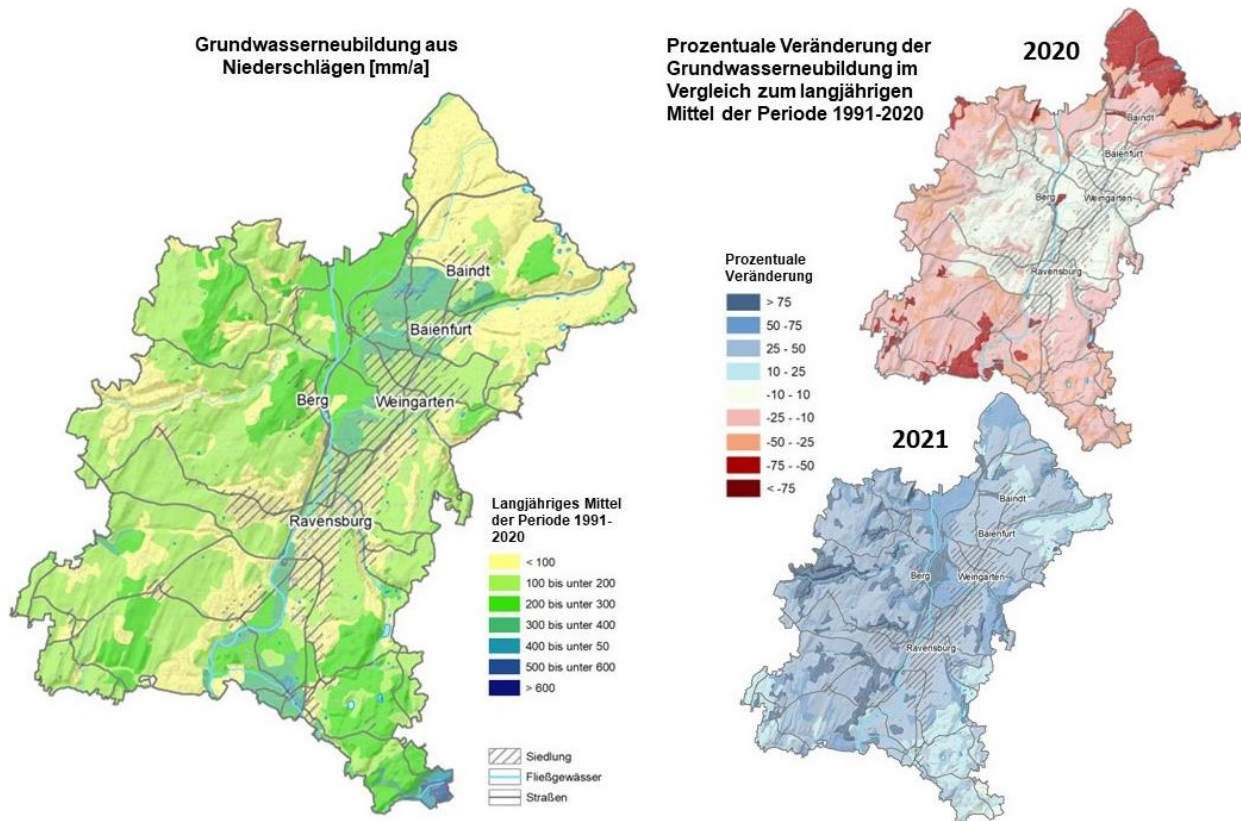 Grundwasserneubildung aus
Niederschlägen [mm/a]
Baindt
Baienfurt
Berg
Weingarten
Ravensburg
Langjähriges Mittel
der Periode 1991-
2020
< 100
100 bis unter 200
200 bis unter 300
300 bis unter 400
400 bis unter 50
500 bis unter 600
> 600
Siedlung
Fließgewässer
Straßen
Prozentuale Veränderung der
Grundwasserneubildung im
Vergleich zum langjährigen
Mittel der Periode 1991-2020
2020
Baindt
Baienfurt
Berg
Weingarten
Ravensburg
Prozentuale
Veränderung
> 75
50 -75
25 - 50
10 - 25
-10 - 10
-25 - -10
-50 - -25
-75 - -50
< -75
2021
Baindt
Baienfurt
Berg
Weingarten
Ravensburg